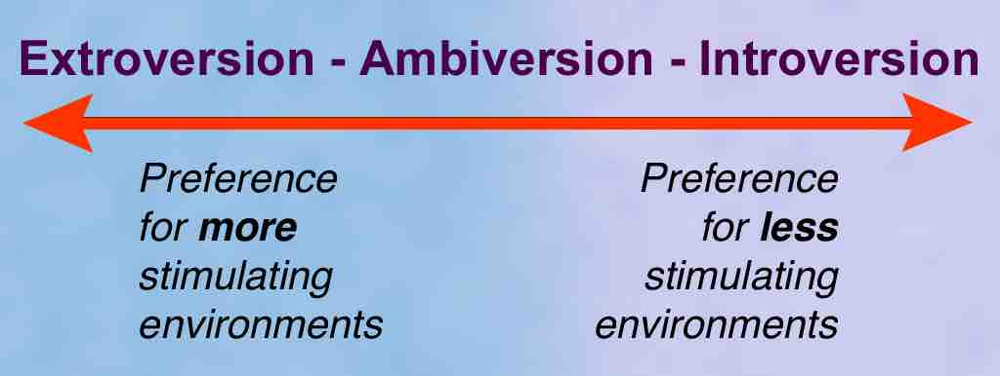 Extroversion - Ambiversion - Introversion
Preference
for more
stimulating
environments
Preference
for less
stimulating
environments